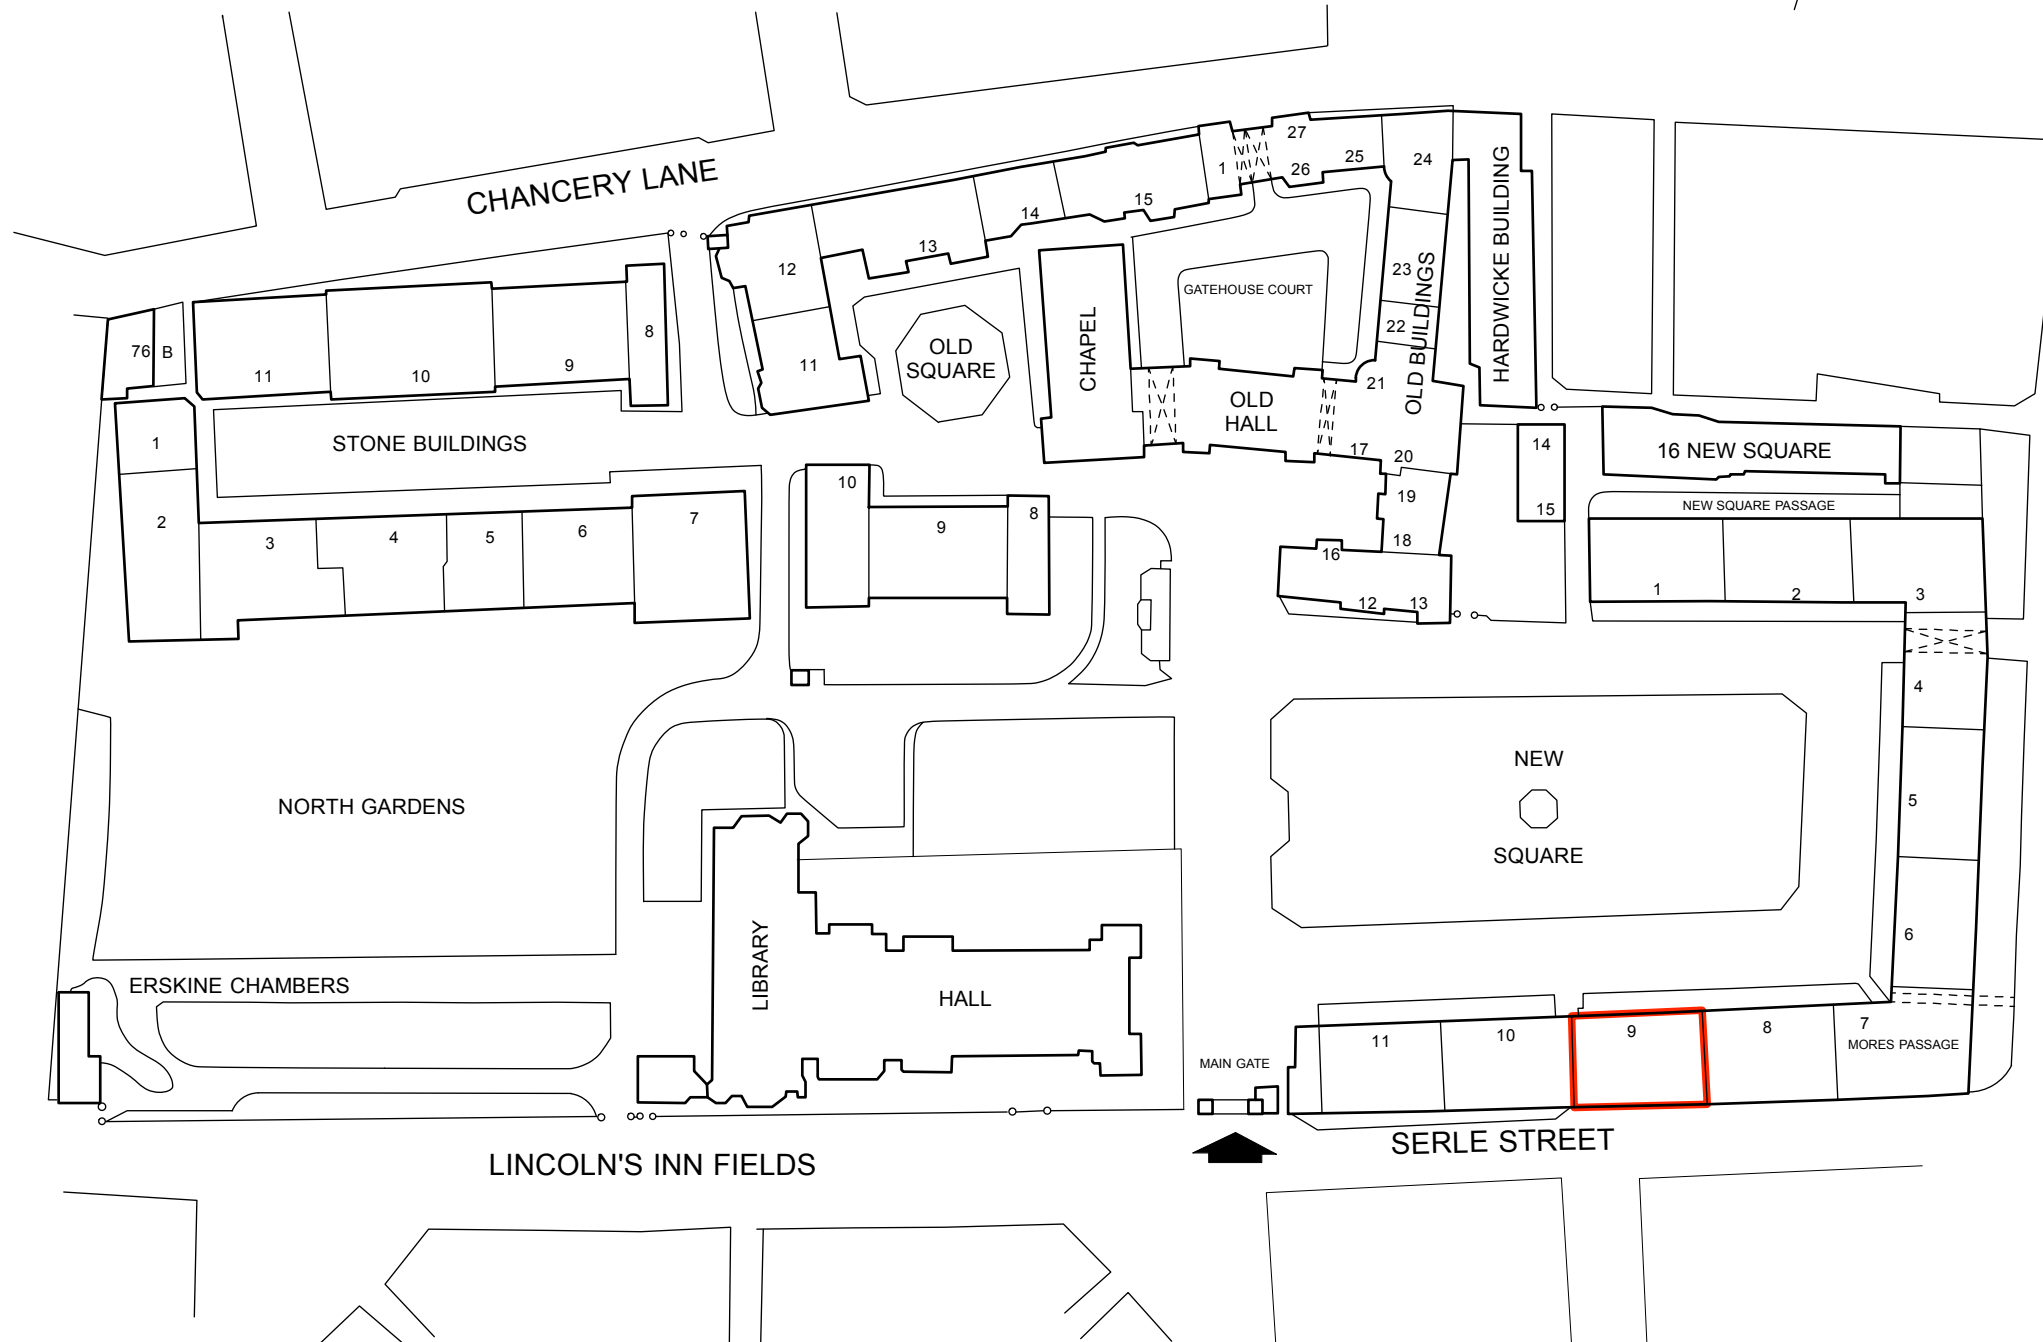 CHANCERY LANE
27
26
25
24
1
15
14
13
12
11
HARDWICKE BUILDING
OLD BUILDINGS
23
22
21
GATEHOUSE COURT
CHAPEL
OLD
SQUARE
OLD
HALL
17
20
19
18
16
12
13
14
15
16 NEW SQUARE
NEW SQUARE PASSAGE
1
2
3
4
5
6
7
MORES PASSAGE
8
9
10
11
NEW
SQUARE
76
B
11
10
9
8
STONE BUILDINGS
1
2
3
4
5
6
7
10
9
8
NORTH GARDENS
ERSKINE CHAMBERS
LIBRARY
HALL
MAIN GATE
LINCOLN'S INN FIELDS
SERLE STREET